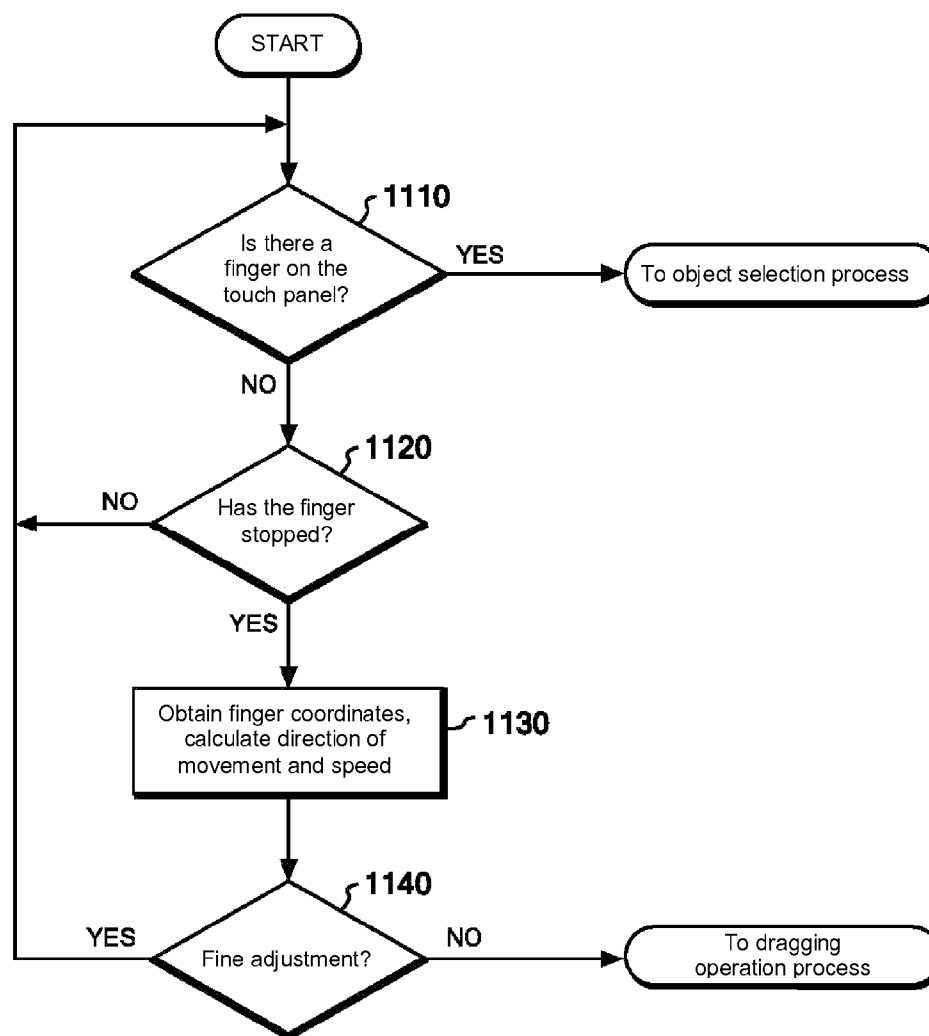 START
1110
Is there a
finger on the
touch panel?
YES
To object selection process
NO
1120
NO
Has the finger
stopped?
YES
Obtain finger coordinates,
calculate direction of
movement and speed
1130
1140
YES
Fine adjustment?
NO
To dragging
operation process